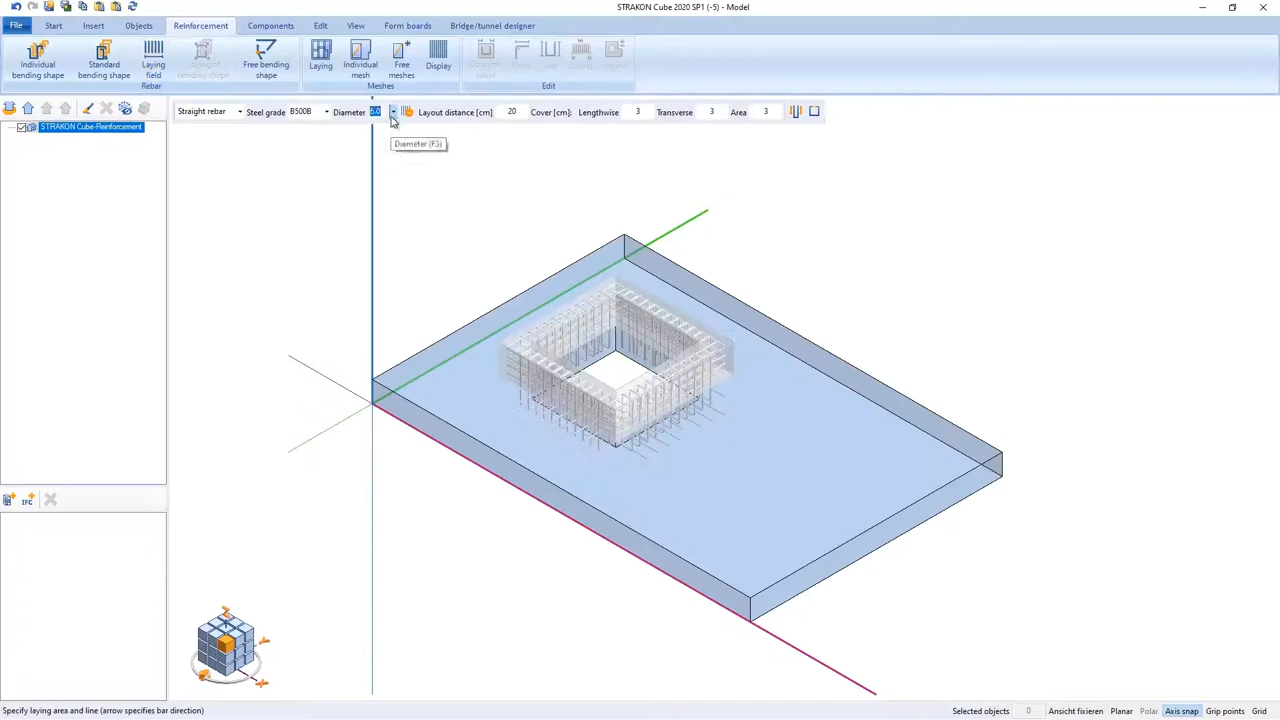 STRAKON Cube 2020 SP1 (-5) - Model
File Start Insert Objects Reinforcement Components Edit View Form boards Bridge/tunnel designer
Individual bending shape
Standard bending shape
Laying field
Free bending shape
Laying
Individual mesh
Free meshes
Display
Rebar Meshes Edit
Straight rebar Steel grade B500B Diameter 6.0 Layout distance [cm] 20 Cover [cm]: Lengthwise 3 Transverse 3 Area 3
STRAKON Cube-Reinforcement
Diameter (F3)
IFC
Z
Specify laying area and line (arrow specifies bar direction) Selected objects 0 Ansicht fixieren Planar Polar Axis snap Grip points Grid